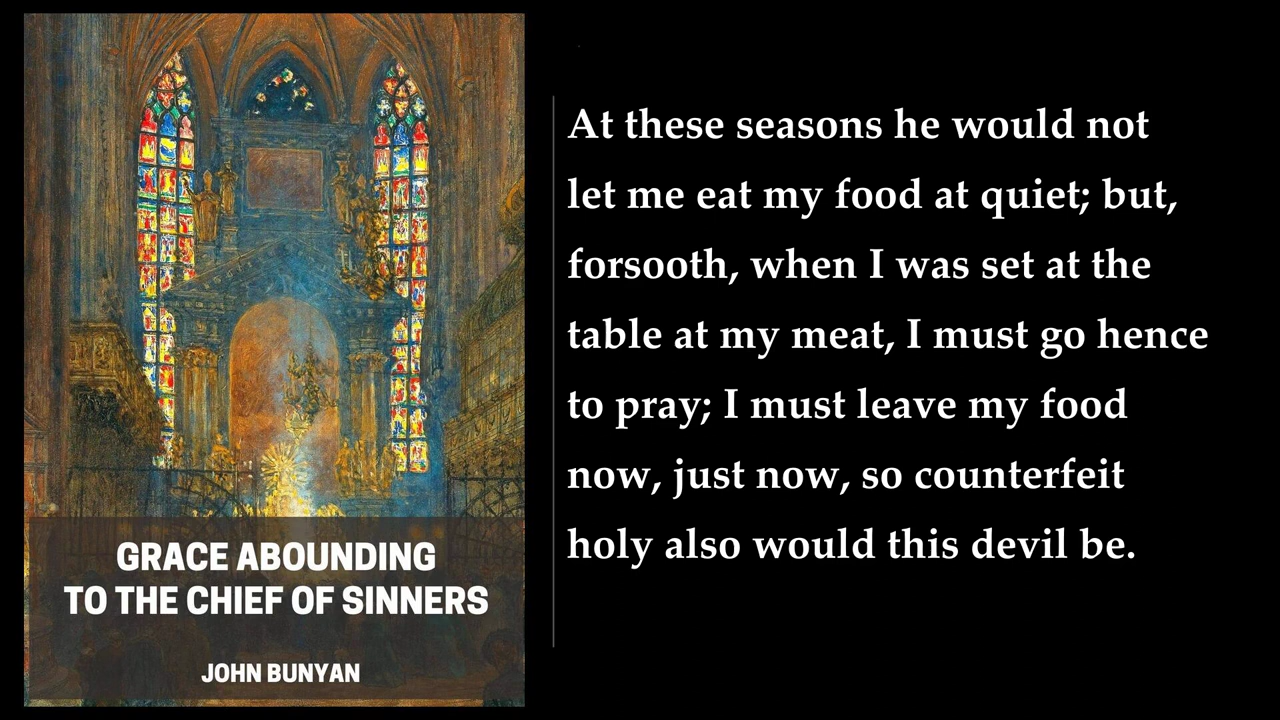 GRACE ABOUNDING
TO THE CHIEF OF SINNERS
JOHN BUNYAN
At these seasons he would not
let me eat my food at quiet; but,
forsooth, when I was set at the
table at my meat, I must go hence
to pray; I must leave my food
now, just now, so counterfeit
holy also would this devil be.